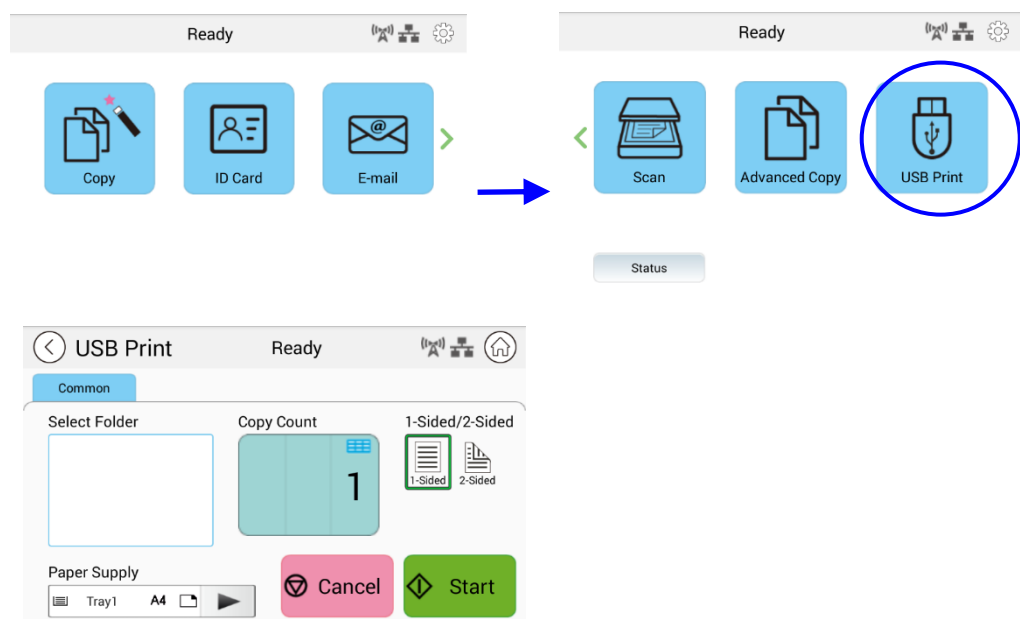 Ready
Copy
ID Card
@
E-mail
Ready
Scan
Advanced Copy
USB Print
Status
USB Print
Ready
Common
Select Folder
Copy Count
1-Sided/2-Sided
1
1-Sided
2-Sided
Paper Supply
Tray1 A4
Cancel
Start